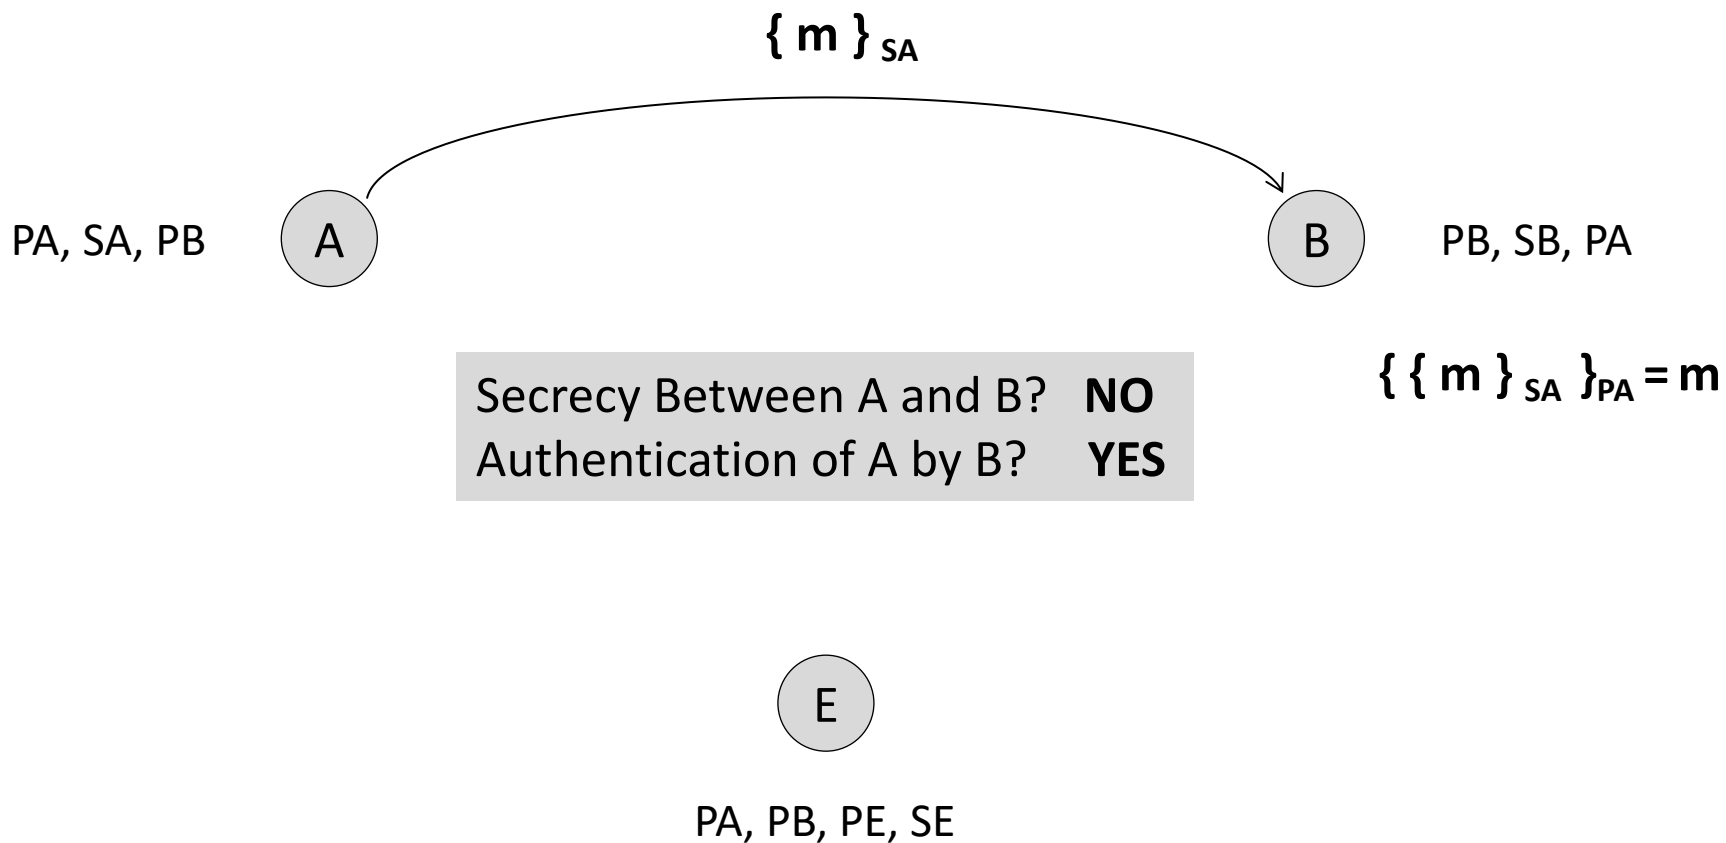 { m } SA
PA, SA, PB
A
B
PB, SB, PA
{ { m } SA }PA = m
Secrecy Between A and B? NO
Authentication of A by B? YES
E
PA, PB, PE, SE